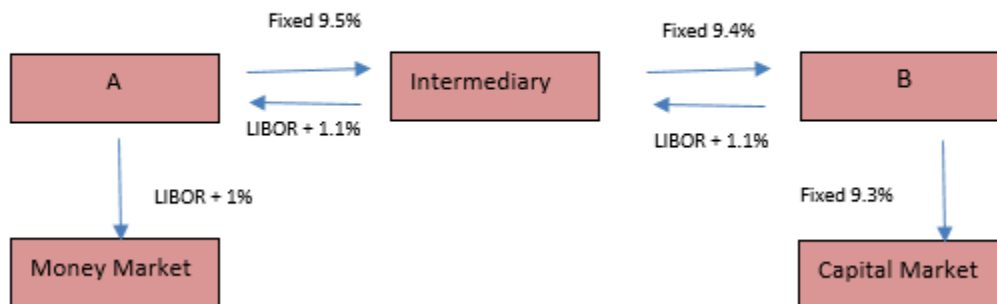 Fixed 9.5%
Fixed 9.4%
A
Intermediary
B
LIBOR + 1.1%
LIBOR + 1.1%
LIBOR + 1%
Fixed 9.3%
Money Market
Capital Market